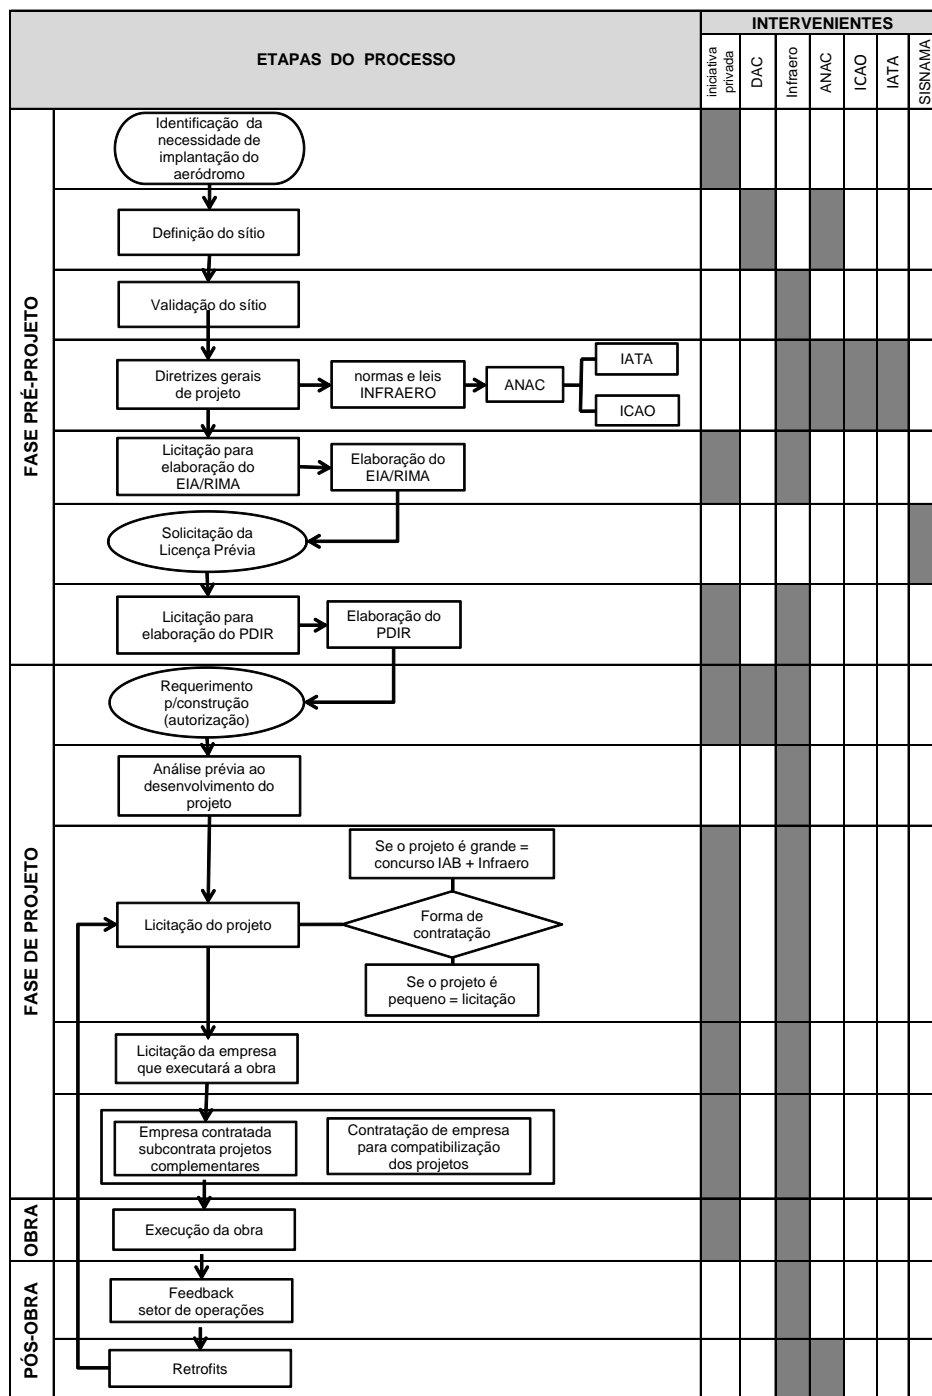 ETAPAS DO PROCESSO
INTERVENIENTES
iniciativa
privada
DAC
Infraero
ANAC
ICAO
IATA
SISNAMA
FASE PRÉ-PROJETO
Identificação da
necessidade de
implantação do
aeródromo
Definição do sítio
Validação do sítio
Diretrizes gerais
de projeto
normas e leis
INFRAERO
ANAC
IATA
ICAO
Licitação para
elaboração do
EIA/RIMA
Elaboração do
EIA/RIMA
Solicitação da
Licença Prévia
Licitação para
elaboração do PDIR
Elaboração do
PDIR
FASE DE PROJETO
Requerimento
p/construção
(autorização)
Análise prévia ao
desenvolvimento do
projeto
Se o projeto é grande =
concurso IAB + Infraero
Licitação do projeto
Forma de
contratação
Se o projeto é
pequeno = licitação
Licitação da empresa
que executará a obra
Empresa contratada
subcontrata projetos
complementares
Contratação de empresa
para compatibilização
dos projetos
OBRA
Execução da obra
PÓS-OBRA
Feedback
setor de operações
Retrofits